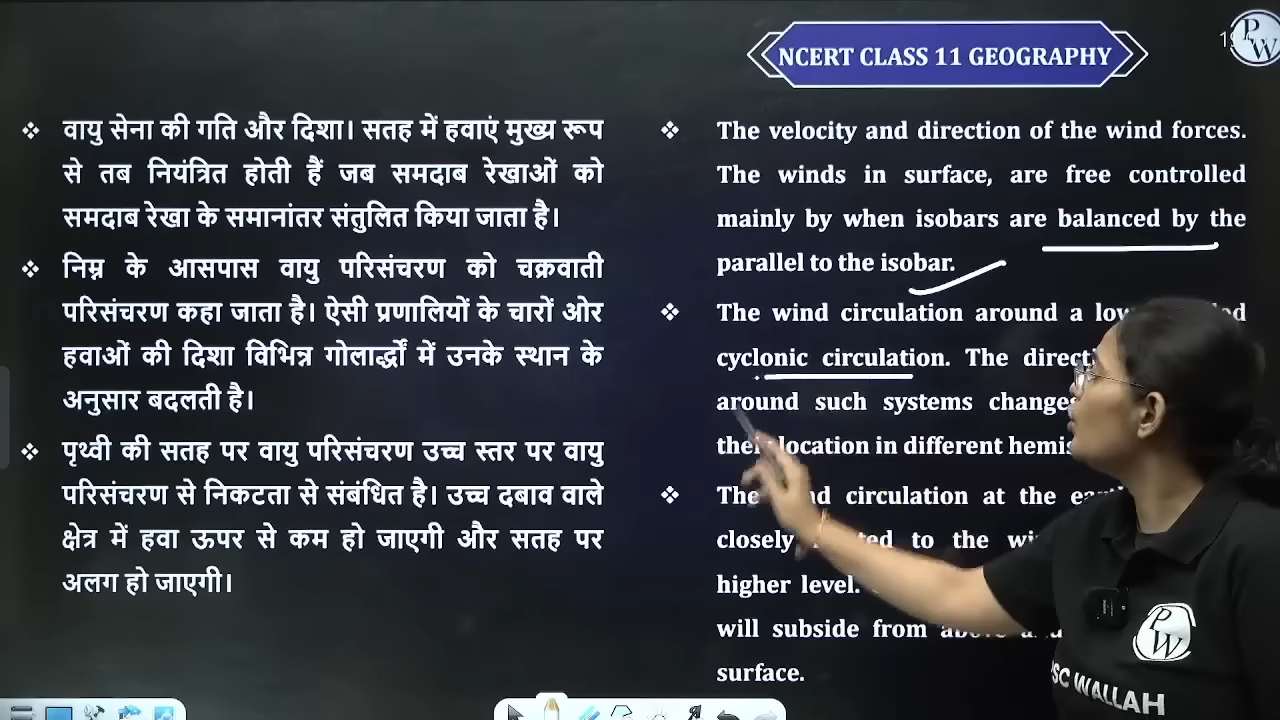 NCERT CLASS 11 GEOGRAPHY
PW
❖ वायु सेना की गति और दिशा। सतह में हवाएं मुख्य रूप
से तब नियंत्रित होती हैं जब समदाब रेखाओं को
समदाब रेखा के समानांतर संतुलित किया जाता है।
❖ निम्न के आसपास वायु परिसंचरण को चक्रवाती
परिसंचरण कहा जाता है। ऐसी प्रणालियों के चारों ओर
हवाओं की दिशा विभिन्न गोलार्द्धों में उनके स्थान के
अनुसार बदलती है।
❖ पृथ्वी की सतह पर वायु परिसंचरण उच्च स्तर पर वायु
परिसंचरण से निकटता से संबंधित है। उच्च दबाव वाले
क्षेत्र में हवा ऊपर से कम हो जाएगी और सतह पर
अलग हो जाएगी।
❖ The velocity and direction of the wind forces.
The winds in surface, are free controlled
mainly by when isobars are balanced by the
parallel to the isobar.
❖ The wind circulation around a
cyclonic circulation. The
around such systems
location in different
❖ The circulation at the
closely to the
higher level.
will subside from
surface.
PW
WALLAH